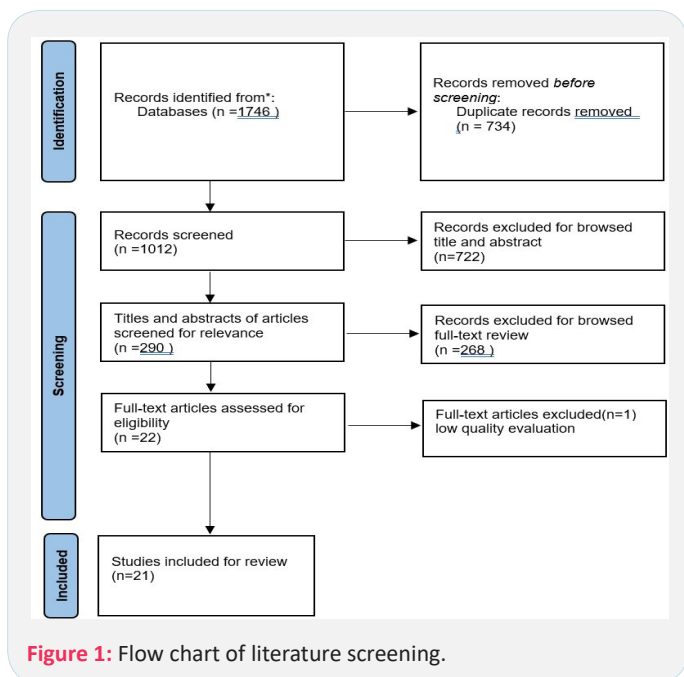 Identification
Records identified from*:
Databases (n =1746 )
Records removed before
screening:
Duplicate records removed
(n = 734)
Screening
Records screened
(n =1012)
Records excluded for browsed
title and abstract
(n=722)
Titles and abstracts of articles
screened for relevance
(n =290 )
Records excluded for browsed
full-text review
(n =268 )
Full-text articles assessed for
eligibility
(n =22)
Full-text articles excluded(n=1)
low quality evaluation
Included
Studies included for review
(n=21)
Figure 1: Flow chart of literature screening.